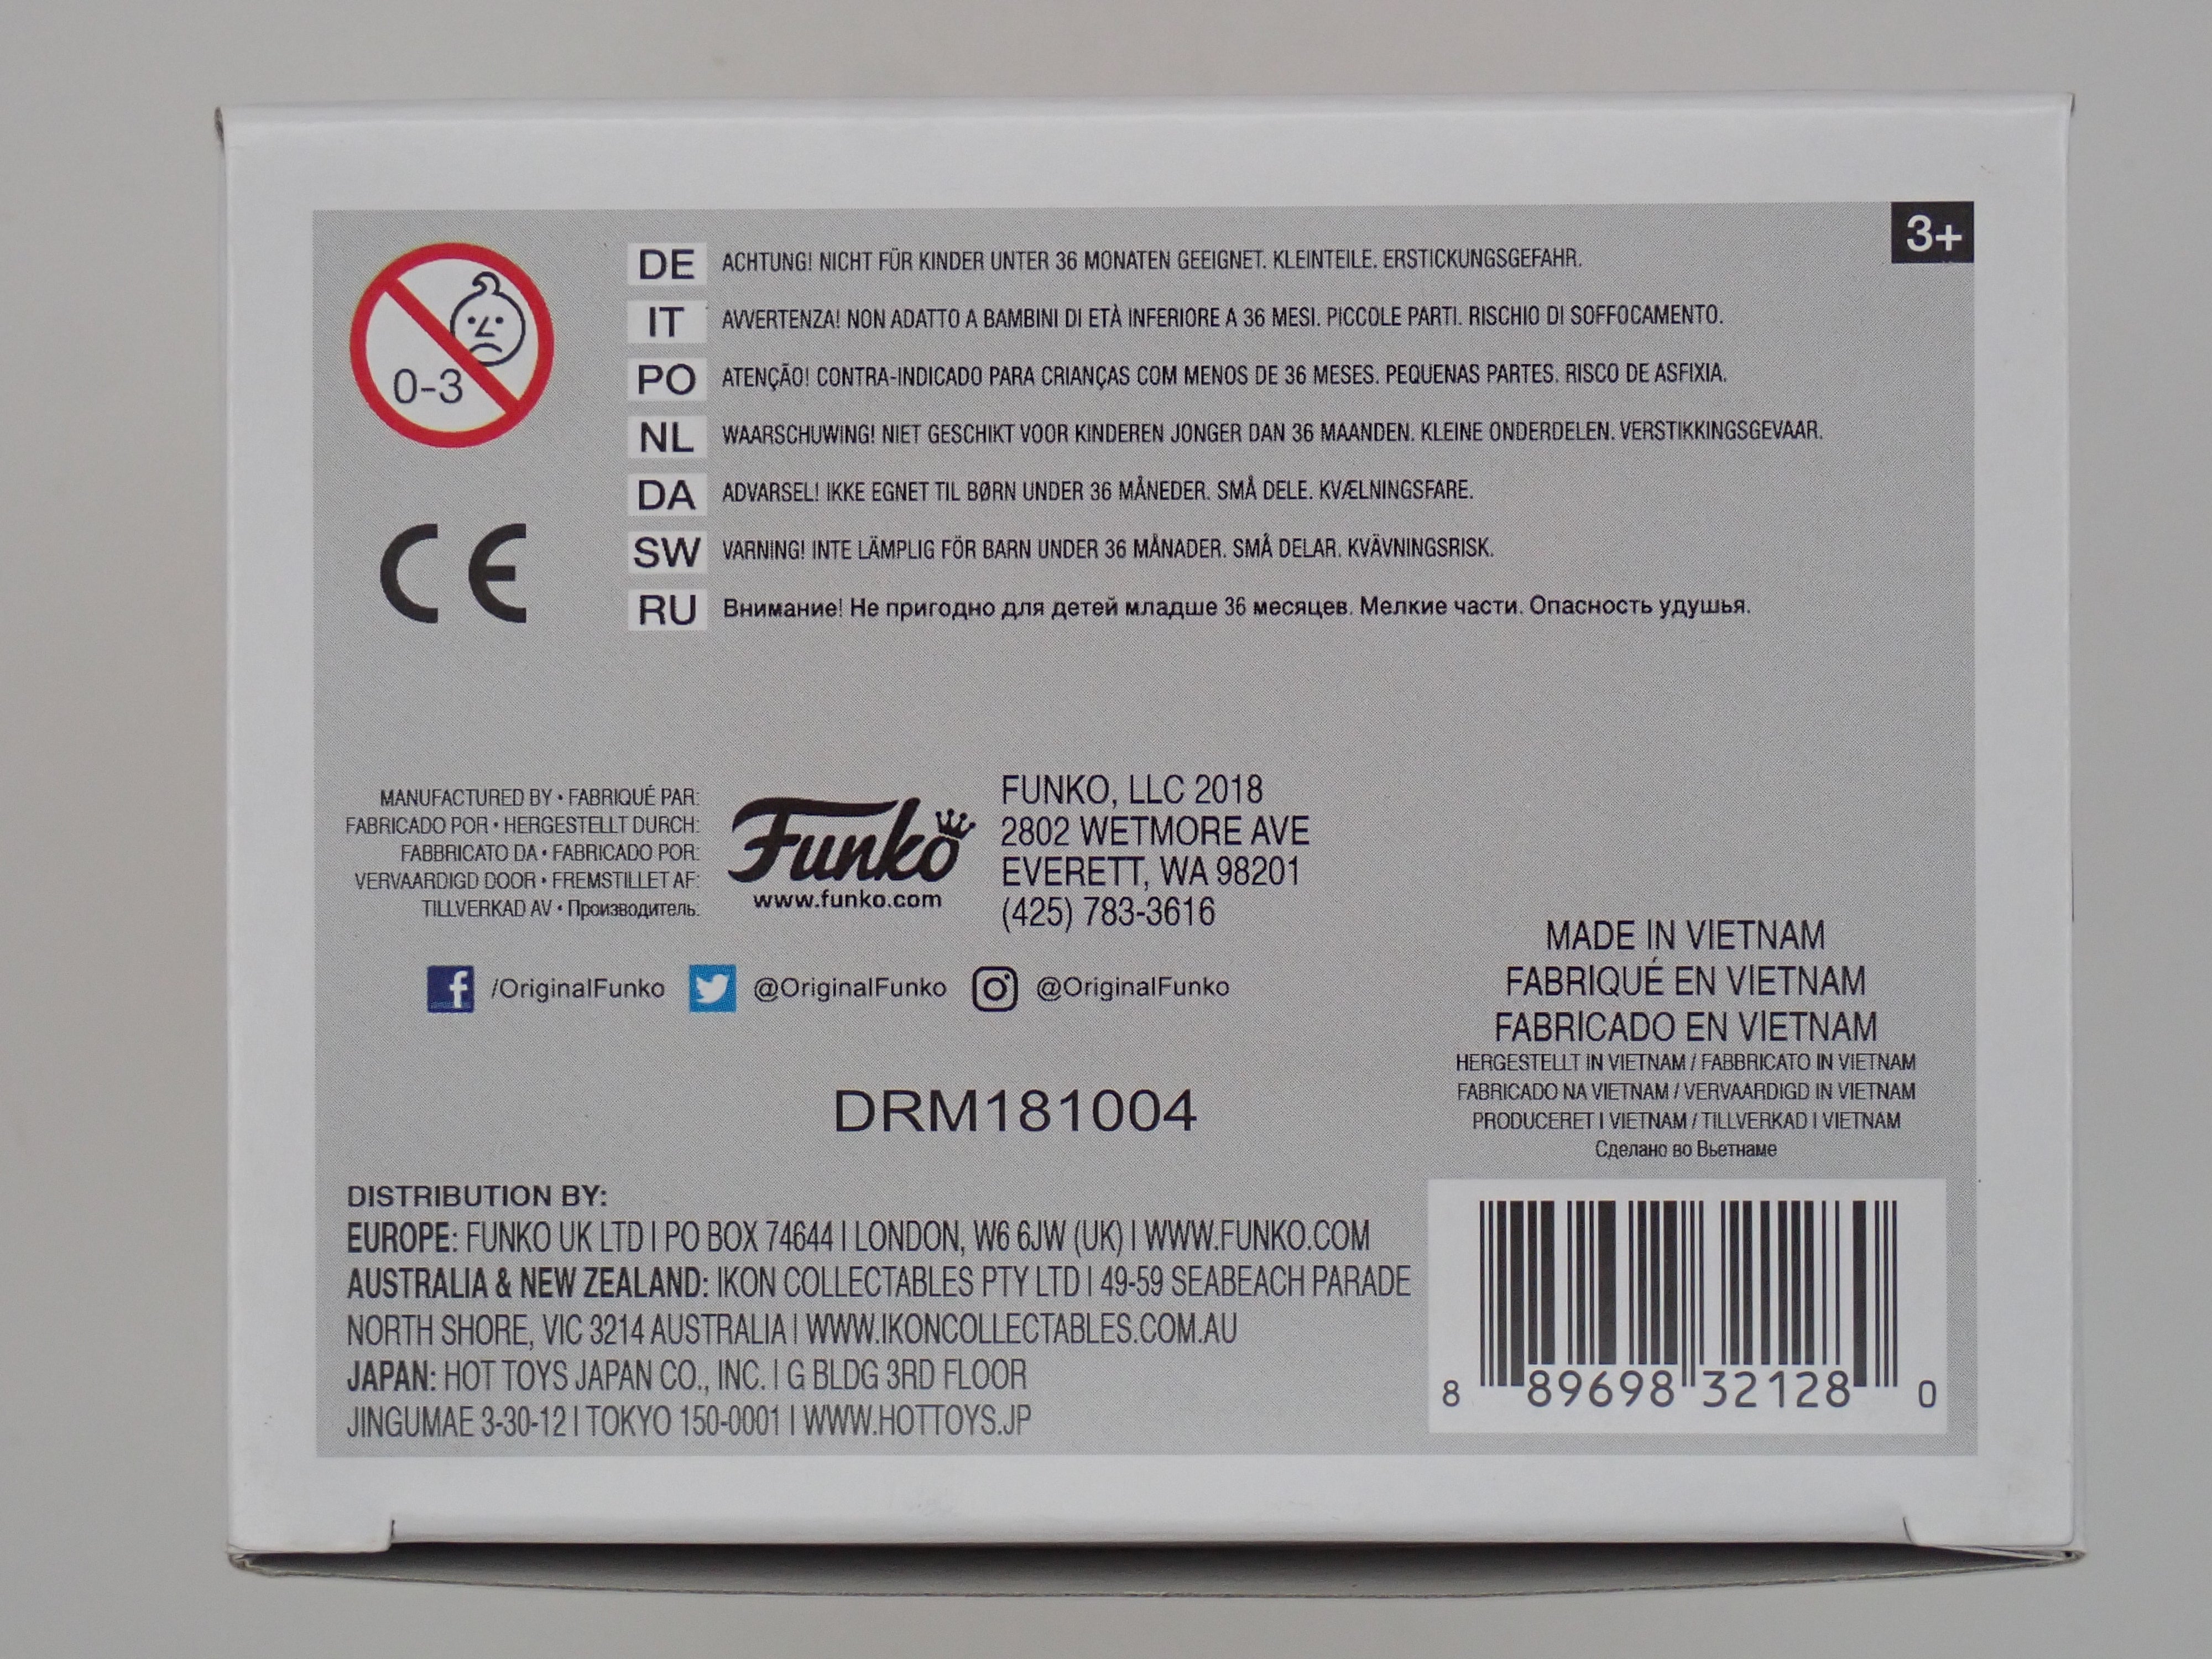 3+
0-3
DE ACHTUNG! NICHT FÜR KINDER UNTER 36 MONATEN GEEIGNET. KLEINTEILE. ERSTICKUNGSGEFAHR.
IT AVVERTENZA! NON ADATTO A BAMBINI DI ETÀ INFERIORE A 36 MESI. PICCOLE PARTI. RISCHIO DI SOFFOCAMENTO.
PO ATENÇÃO! CONTRA-INDICADO PARA CRIANÇAS COM MENOS DE 36 MESES. PEQUENAS PARTES. RISCO DE ASFIXIA.
NL WAARSCHUWING! NIET GESCHIKT VOOR KINDEREN JONGER DAN 36 MAANDEN. KLEINE ONDERDELEN. VERSTIKKINGSGEVAAR.
DA ADVARSEL! IKKE EGNET TIL BØRN UNDER 36 MÅNEDER. SMÅ DELE. KVÆLNINGSFARE.
SW VARNING! INTE LÄMPLIG FÖR BARN UNDER 36 MÅNADER. SMÅ DELAR. KVÄVNINGSRISK.
RU Внимание! Не пригодно для детей младше 36 месяцев. Мелкие части. Опасность удушья.
CE
MANUFACTURED BY • FABRIQUÉ PAR:
FABRICADO POR • HERGESTELLT DURCH:
FABBRICATO DA • FABRICADO POR:
VERVAARDIGD DOOR • FREMSTILLET AF:
TILLVERKAD AV • Производитель:
Funko
www.funko.com
FUNKO, LLC 2018
2802 WETMORE AVE
EVERETT, WA 98201
(425) 783-3616
/OriginalFunko @OriginalFunko @OriginalFunko
DRM181004
MADE IN VIETNAM
FABRIQUÉ EN VIETNAM
FABRICADO EN VIETNAM
HERGESTELLT IN VIETNAM / FABBRICATO IN VIETNAM
FABRICADO NA VIETNAM / VERVAARDIGD IN VIETNAM
PRODUCERET I VIETNAM / TILLVERKAD I VIETNAM
Сделано во Вьетнаме
DISTRIBUTION BY:
EUROPE: FUNKO UK LTD | PO BOX 74644 | LONDON, W6 6JW (UK) | WWW.FUNKO.COM
AUSTRALIA & NEW ZEALAND: IKON COLLECTABLES PTY LTD | 49-59 SEABEACH PARADE
NORTH SHORE, VIC 3214 AUSTRALIA | WWW.IKONCOLLECTABLES.COM.AU
JAPAN: HOT TOYS JAPAN CO., INC. | G BLDG 3RD FLOOR
JINGUMAE 3-30-12 | TOKYO 150-0001 | WWW.HOTTOYS.JP
8 89698 32128 0